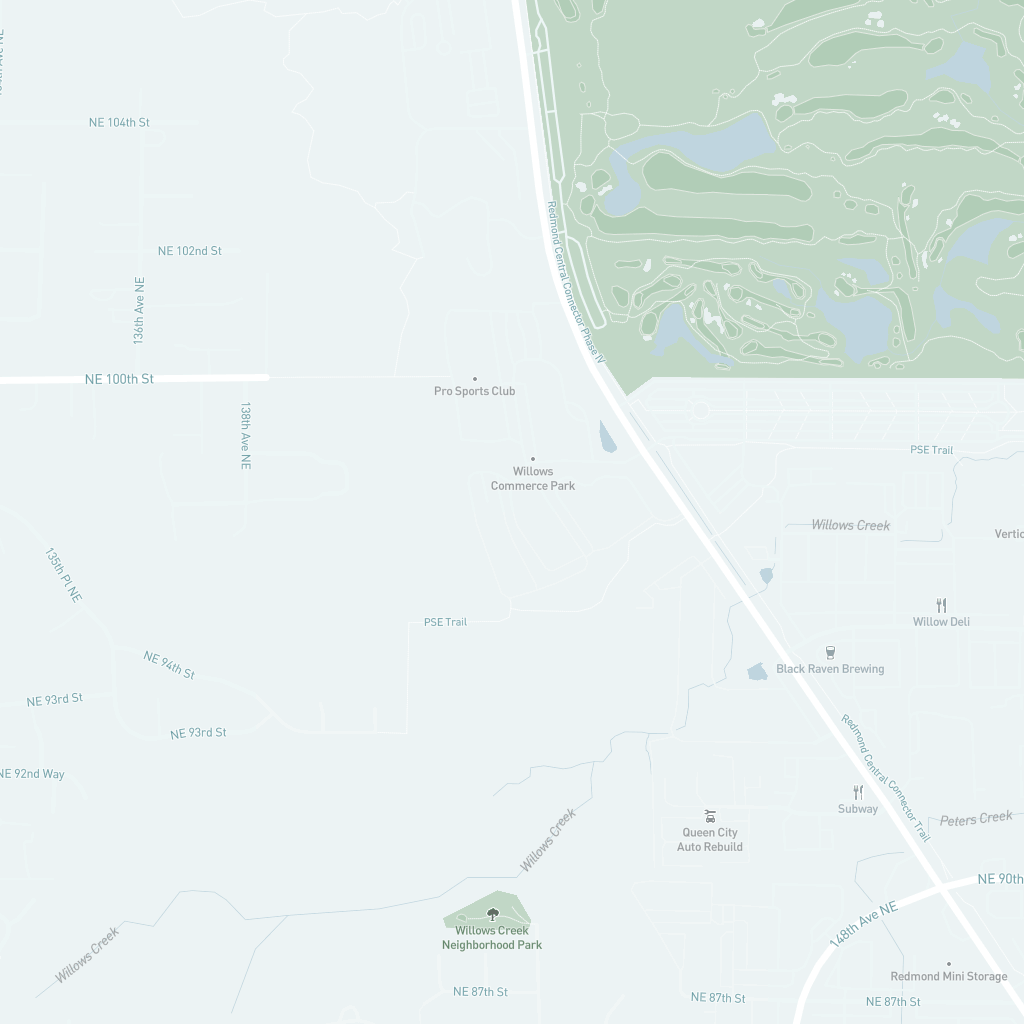 NE 104th St
NE 102nd St
136th Ave NE
Redmond Central Connector Phase IV
NE 100th St
Pro Sports Club
138th Ave NE
PSE Trail
Willows
Commerce Park
Willows Creek
135th Pl NE
Willow Deli
PSE Trail
Black Raven Brewing
NE 94th St
NE 93rd St
NE 93rd St
Redmond Central Connector Trail
NE 92nd Way
Subway
Peters Creek
Queen City
Auto Rebuild
Willows Creek
NE 90th
148th Ave NE
Willows Creek
Neighborhood Park
Willows Creek
Redmond Mini Storage
NE 87th St
NE 87th St
NE 87th St